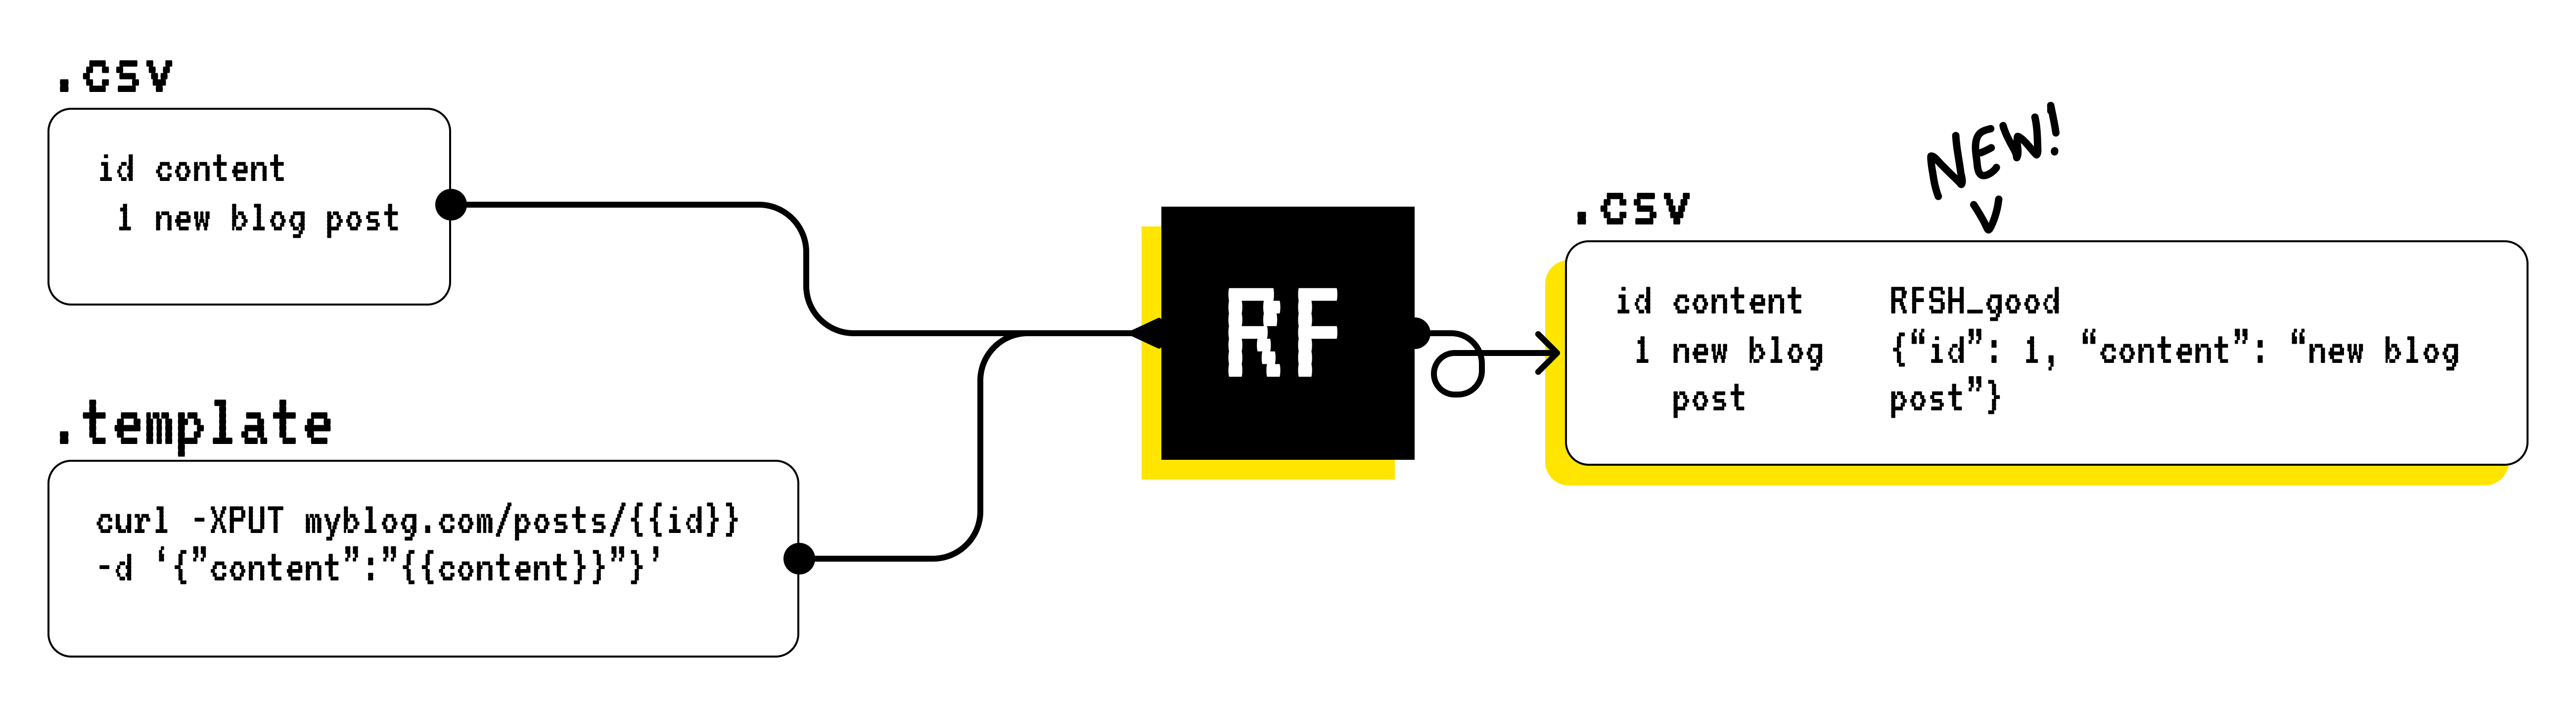 .csv
id content
1 new blog post
.template
curl -XPUT myblog.com/posts/{{id}}
-d ‘{”content”:”{{content}}”}’
RF
NEW!
.csv
id content RFSH_good
1 new blog {“id”: 1, “content”: “new blog
post post”}